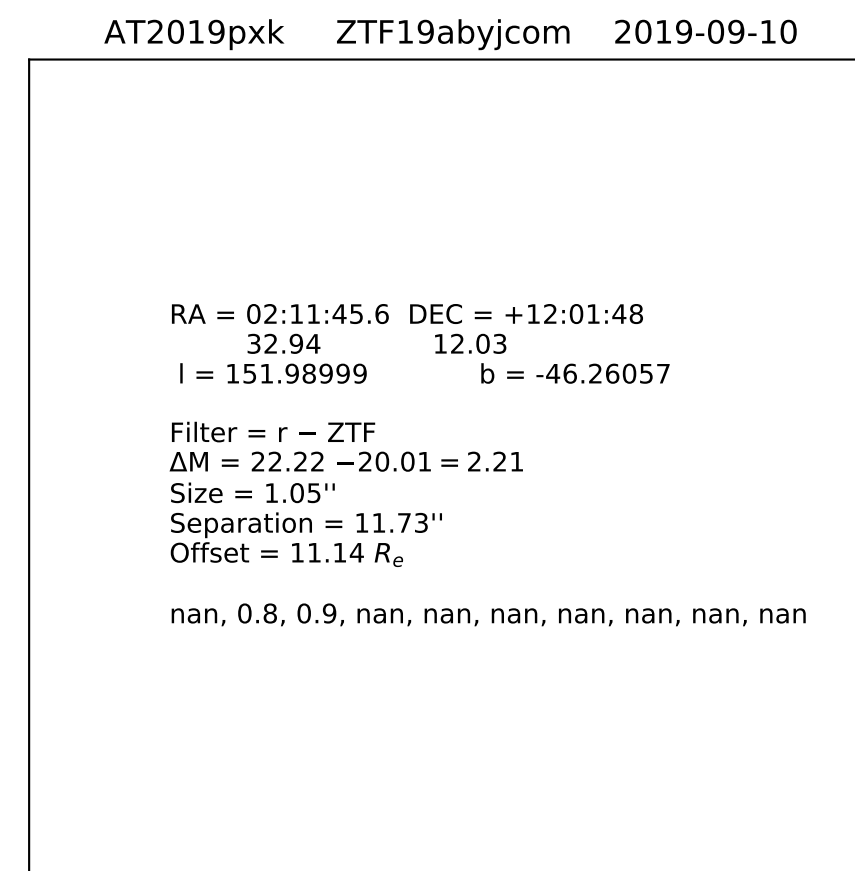 AT2019pxk ZTF19abyjcom 2019-09-10
RA = 02:11:45.6 DEC = +12:01:48
32.94 12.03
l = 151.98999 b = -46.26057
Filter = r − ZTF
ΔM = 22.22 −20.01 = 2.21
Size = 1.05''
Separation = 11.73''
Offset = 11.14 Rₑ
nan, 0.8, 0.9, nan, nan, nan, nan, nan, nan, nan